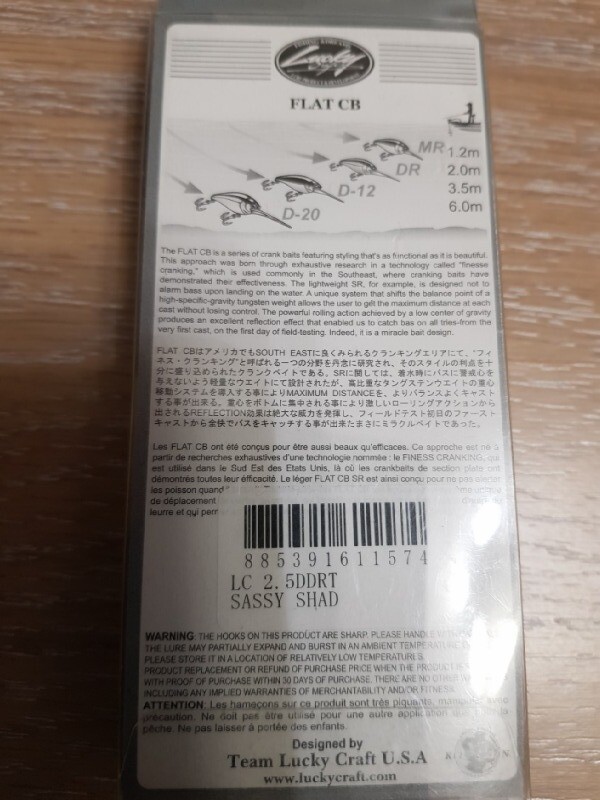 Lucky
FLAT CB
MR 1.2m
DR 2.0m
D-12 3.5m
D-20 6.0m
The FLAT CB is a series of crank baits featuring styling that's as functional as it is beautiful.
This approach was born through exhaustive research in a technology called "finesse
cranking," which is used commonly in the Southeast, where cranking baits have
demonstrated their effectiveness. The lightweight SR, for example, is designed not to
alarm bass upon landing on the water. A unique system that shifts the balance point of a
high-specific-gravity tungsten weight allows the user to get the maximum distance at each
cast without losing control. The powerful rolling action achieved by a low center of gravity
produces an excellent reflection effect that enabled us to catch bas on all tries-from the
very first cast, on the first day of field-testing. Indeed, it is a miracle bait design.
FLAT CBはアメリカでもSOUTH EASTに良くみられるクランキングエリアにて、"フィ
ネス・クランキング"と呼ばれる一つの分野を丹念に研究され、そのスタイルの利点を十
分に盛り込められたクランクベイトである。SRに関しては、着水時にバスに警戒心を
与えないよう軽量なウエイトにて設計されたが、高比重なタングステンウエイトの重心
移動システムを導入する事によりMAXIMUM DISTANCEを、よりバランスよくキャスト
する事が出来る。重心をボトムに集中される事により激しいローリングアクションから
出されるREFLECTION効果は絶大な威力を発揮し、フィールドテスト初日のファースト
キャストから全快でバスをキャッチする事が出来たまさにミラクルベイトであった。
Les FLAT CB ont été conçus pour être aussi beaux qu'efficaces. Ce approche est né à
partir de recherches exhaustives d'une technologie nommée: le FINESS CRANKING, qui
est utilisé dans le Sud Est des Etats Unis, là où les crankbaits de section plate ont
démontrés toute leur éfficacité. Le léger FLAT CB SR est ainsi conçu pour ne pas alerter
les poisson quand
de déplacement
leurre et qui perm
885391611574
LC 2.5DDRT
SASSY SHAD
WARNING: THE HOOKS ON THIS PRODUCT ARE SHARP. PLEASE HANDLE
THE LURE MAY PARTIALLY EXPAND AND BURST IN AN AMBIENT TEMPERATURE
PLEASE STORE IT IN A LOCATION OF RELATIVELY LOW TEMPERATURES.
PRODUCT REPLACEMENT OR REFUND OF PURCHASE PRICE WHEN THE PRODUCT IS
WITH PROOF OF PURCHASE WITHIN 30 DAYS OF PURCHASE. THERE ARE NO OTHER
INCLUDING ANY IMPLIED WARRANTIES OF MERCHANTABILITY AND/OR FITNESS.
ATTENTION: Les hameçons sur ce produit sont très piquants,
précaution. Ne doit pas être utilisé pour une autre application que
pêche. Ne pas laisser à portée des enfants.
Designed by
Team Lucky Craft U.S.A
www.luckycraft.com